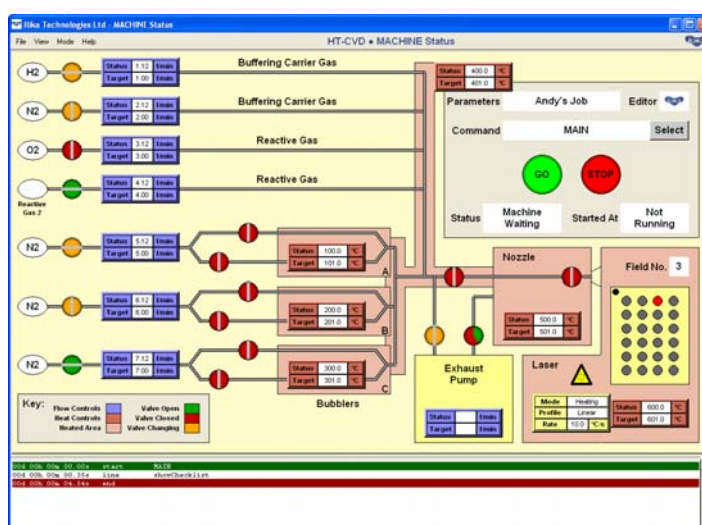 Ilika Technologies Ltd - MACHINE Status
File View Mode Help
HT-CVD • MACHINE Status
H2
Status 1.12 l/min
Target 1.00 l/min
Buffering Carrier Gas
N2
Status 2.12 l/min
Target 2.00 l/min
Buffering Carrier Gas
O2
Status 3.12 l/min
Target 3.00 l/min
Reactive Gas
Reactive
Gas 2
Status 4.12 l/min
Target 4.00 l/min
Reactive Gas
Status 400.0 °C
Target 401.0 °C
Parameters Andy's Job Editor
Command MAIN Select
GO STOP
Status Machine Waiting
Started At Not Running
N2
Status 5.12 l/min
Target 5.00 l/min
Status 100.0 °C
Target 101.0 °C
A
N2
Status 6.12 l/min
Target 6.00 l/min
Status 200.0 °C
Target 201.0 °C
B
N2
Status 7.12 l/min
Target 7.00 l/min
Status 300.0 °C
Target 301.0 °C
C
Bubblers
Nozzle
Status 500.0 °C
Target 501.0 °C
Field No. 3
Exhaust
Pump
Status l/min
Target l/min
Laser
Mode Heating
Profile Linear
Rate 10.0 °C/s
Status 600.0 °C
Target 601.0 °C
Key:
Flow Controls
Heat Controls
Heated Area
Valve Open
Valve Closed
Valve Changing
00d 00h 00m 00.00s start MAIN
00d 00h 00m 00.35s line showChecklist
00d 00h 00m 04.54s end